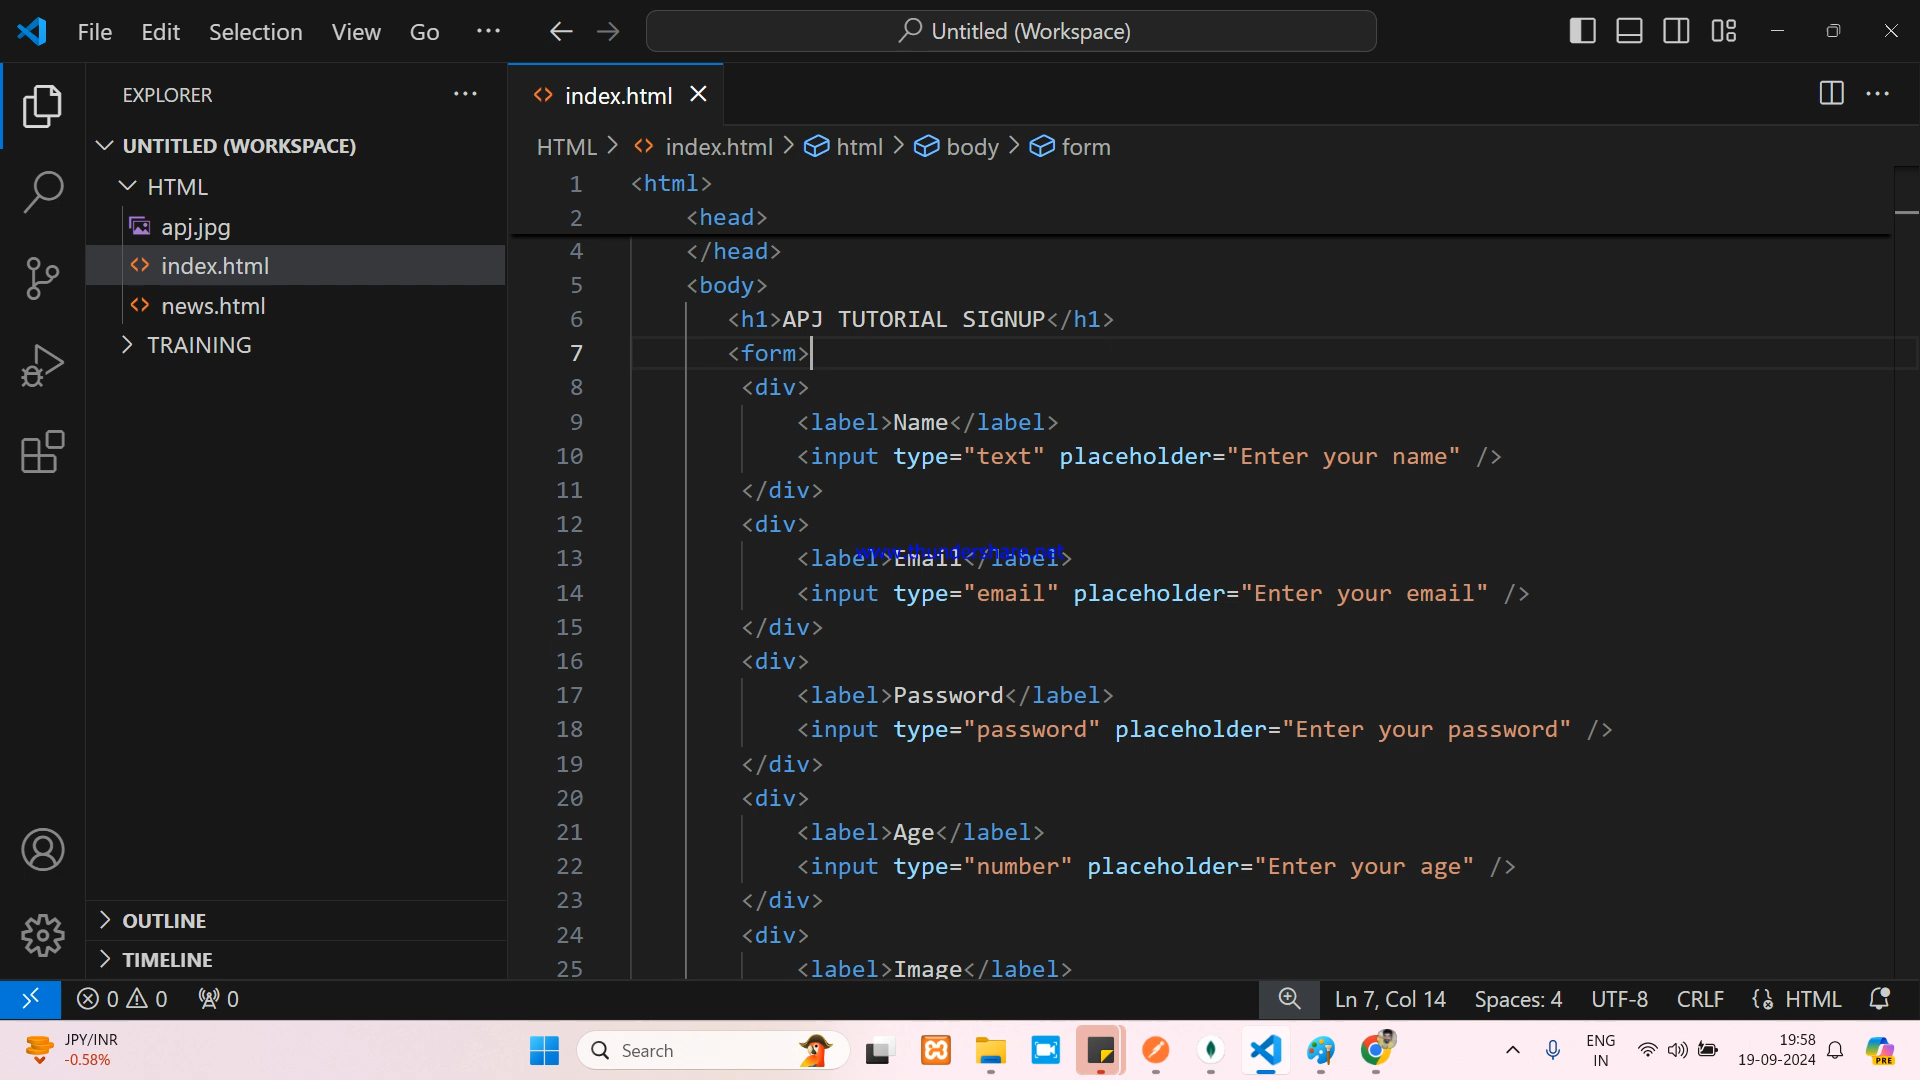 File Edit Selection View Go ··· Untitled (Workspace)
EXPLORER
UNTITLED (WORKSPACE)
HTML
apj.jpg
index.html
news.html
TRAINING
OUTLINE
TIMELINE
index.html
HTML > index.html > html > body > form
1 <html>
2 <head>
4 </head>
5 <body>
6 <h1>APJ TUTORIAL SIGNUP</h1>
7 <form>
8 <div>
9 <label>Name</label>
10 <input type="text" placeholder="Enter your name" />
11 </div>
12 <div>
13 <label>Email</label>
www.thundershare.net
14 <input type="email" placeholder="Enter your email" />
15 </div>
16 <div>
17 <label>Password</label>
18 <input type="password" placeholder="Enter your password" />
19 </div>
20 <div>
21 <label>Age</label>
22 <input type="number" placeholder="Enter your age" />
23 </div>
24 <div>
25 <label>Image</label>
0 0 0 Ln 7, Col 14 Spaces: 4 UTF-8 CRLF HTML
JPY/INR
-0.58%
Search
PRE
ENG
IN
19:58
19-09-2024